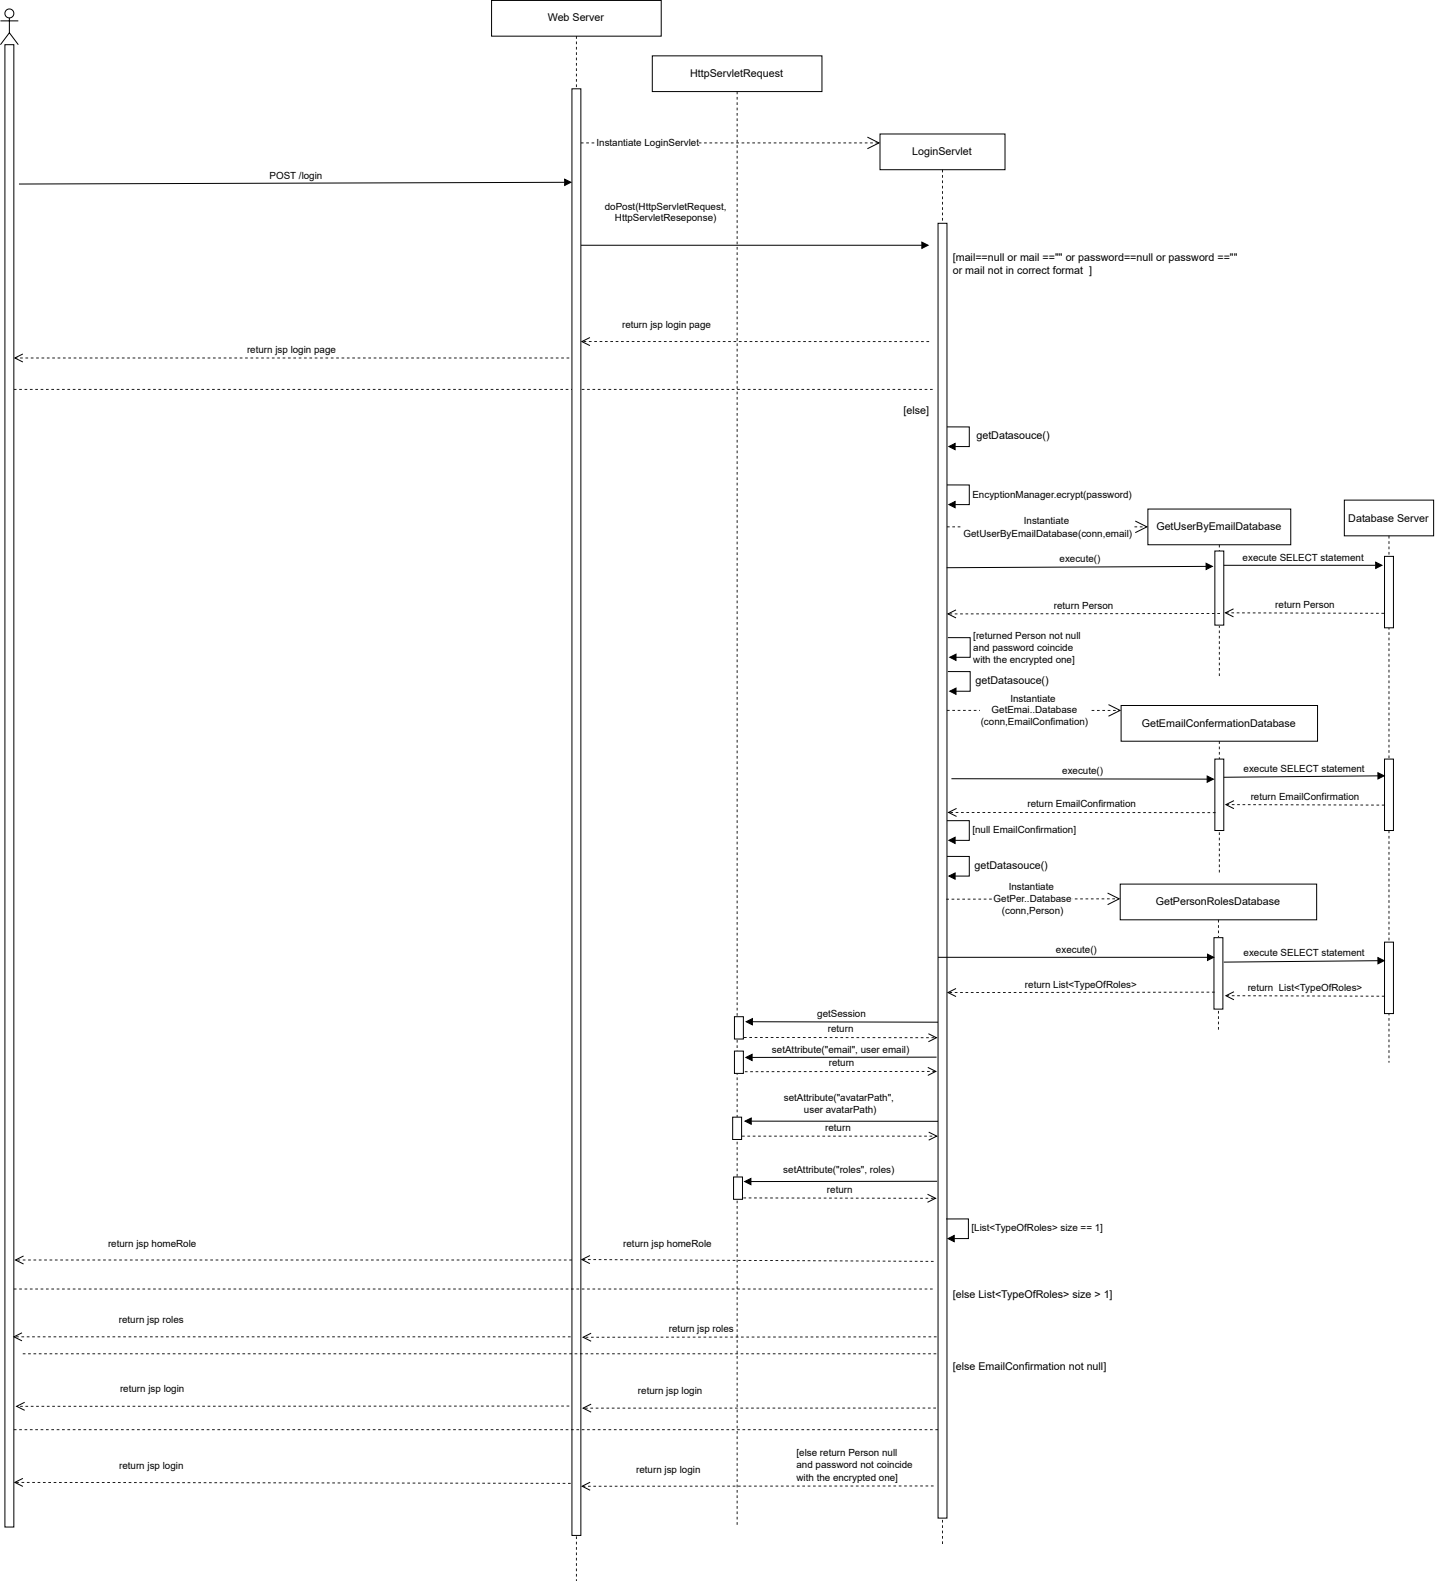 Web Server
HttpServletRequest
Instantiate LoginServlet
LoginServlet
POST /login
doPost(HttpServletRequest,
HttpServletReseponse)
[mail==null or mail =="" or password==null or password ==""
or mail not in correct format  ]
return jsp login page
return jsp login page
[else]
getDatasouce()
EncyptionManager.ecrypt(password)
Instantiate
GetUserByEmailDatabase(conn,email)
GetUserByEmailDatabase
Database Server
execute()
execute SELECT statement
return Person
return Person
[returned Person not null
and password coincide
with the encrypted one]
getDatasouce()
Instantiate
GetEmai..Database
(conn,EmailConfimation)
GetEmailConfermationDatabase
execute()
execute SELECT statement
return EmailConfirmation
return EmailConfirmation
[null EmailConfirmation]
getDatasouce()
Instantiate
GetPer..Database
(conn,Person)
GetPersonRolesDatabase
execute()
execute SELECT statement
return List<TypeOfRoles>
return  List<TypeOfRoles>
getSession
return
setAttribute("email", user email)
return
setAttribute("avatarPath",
user avatarPath)
return
setAttribute("roles", roles)
return
[List<TypeOfRoles> size == 1]
return jsp homeRole
return jsp homeRole
[else List<TypeOfRoles> size > 1]
return jsp roles
return jsp roles
[else EmailConfirmation not null]
return jsp login
return jsp login
[else return Person null
and password not coincide
with the encrypted one]
return jsp login
return jsp login